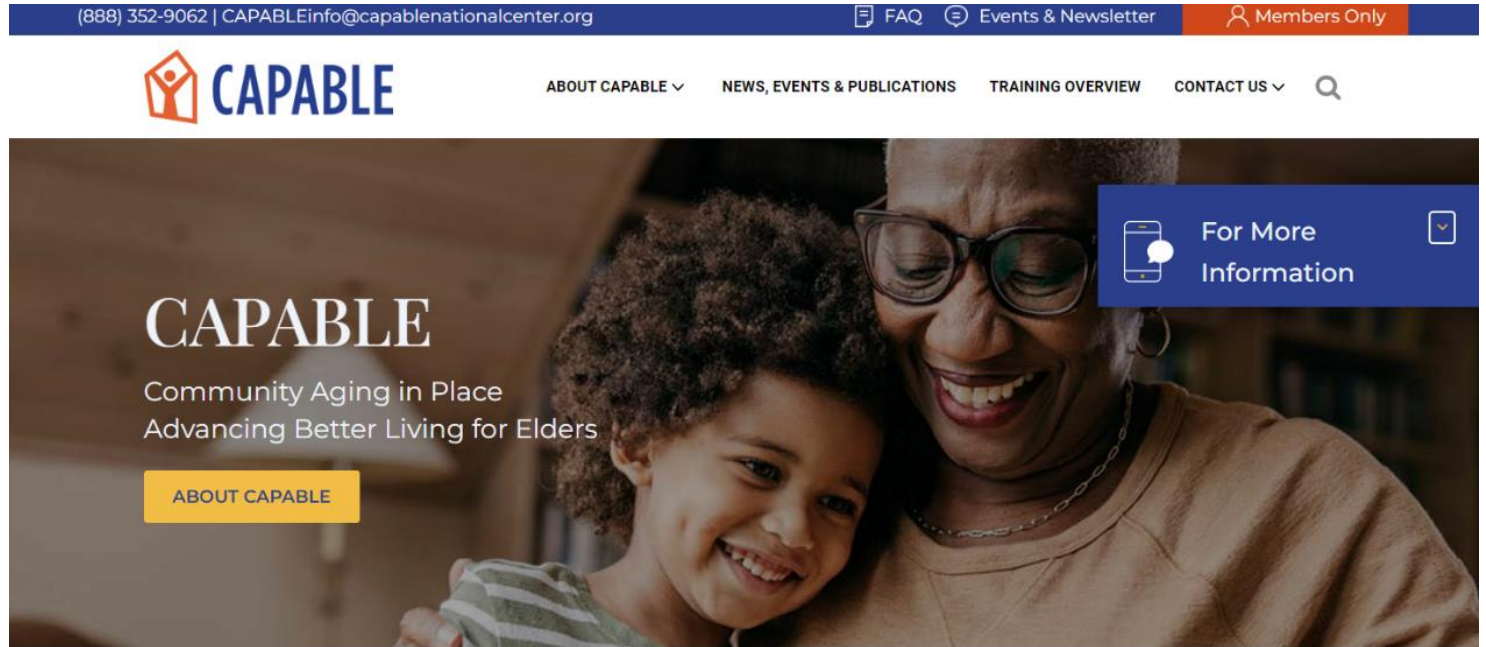 (888) 352-9062 | CAPABLEinfo@capablenationalcenter.org FAQ Events & Newsletter Members Only
CAPABLE ABOUT CAPABLE NEWS, EVENTS & PUBLICATIONS TRAINING OVERVIEW CONTACT US
For More
Information
CAPABLE
Community Aging in Place
Advancing Better Living for Elders
ABOUT CAPABLE